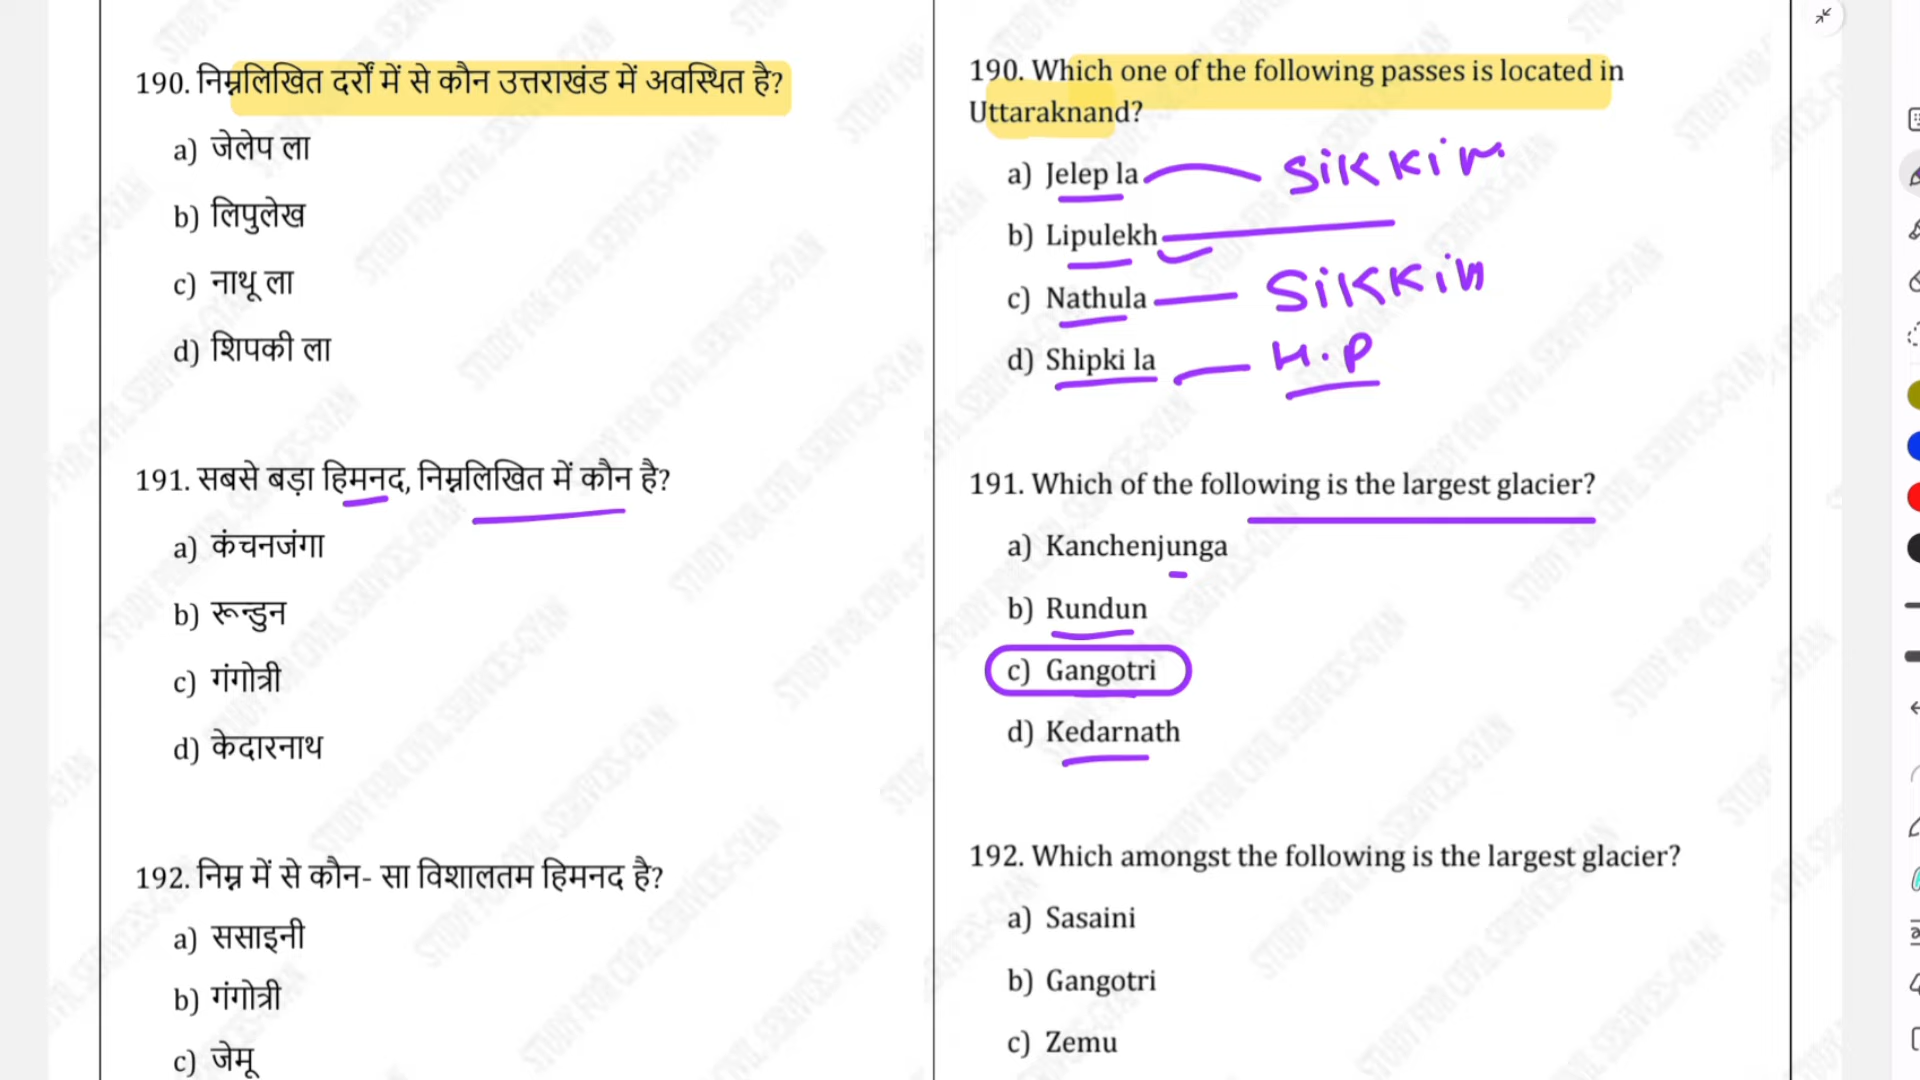 190. निम्नलिखित दर्रों में से कौन उत्तराखंड में अवस्थित है?
a) जेलेप ला
b) लिपुलेख
c) नाथू ला
d) शिपकी ला
191. सबसे बड़ा हिमनद, निम्नलिखित में कौन है?
a) कंचनजंगा
b) रून्डुन
c) गंगोत्री
d) केदारनाथ
192. निम्न में से कौन- सा विशालतम हिमनद है?
a) ससाइनी
b) गंगोत्री
c) जेमू
190. Which one of the following passes is located in
Uttaraknand?
a) Jelep la SiKKim
b) Lipulekh
c) Nathula SiKKim
d) Shipki la H.P
191. Which of the following is the largest glacier?
a) Kanchenjunga
b) Rundun
c) Gangotri
d) Kedarnath
192. Which amongst the following is the largest glacier?
a) Sasaini
b) Gangotri
c) Zemu